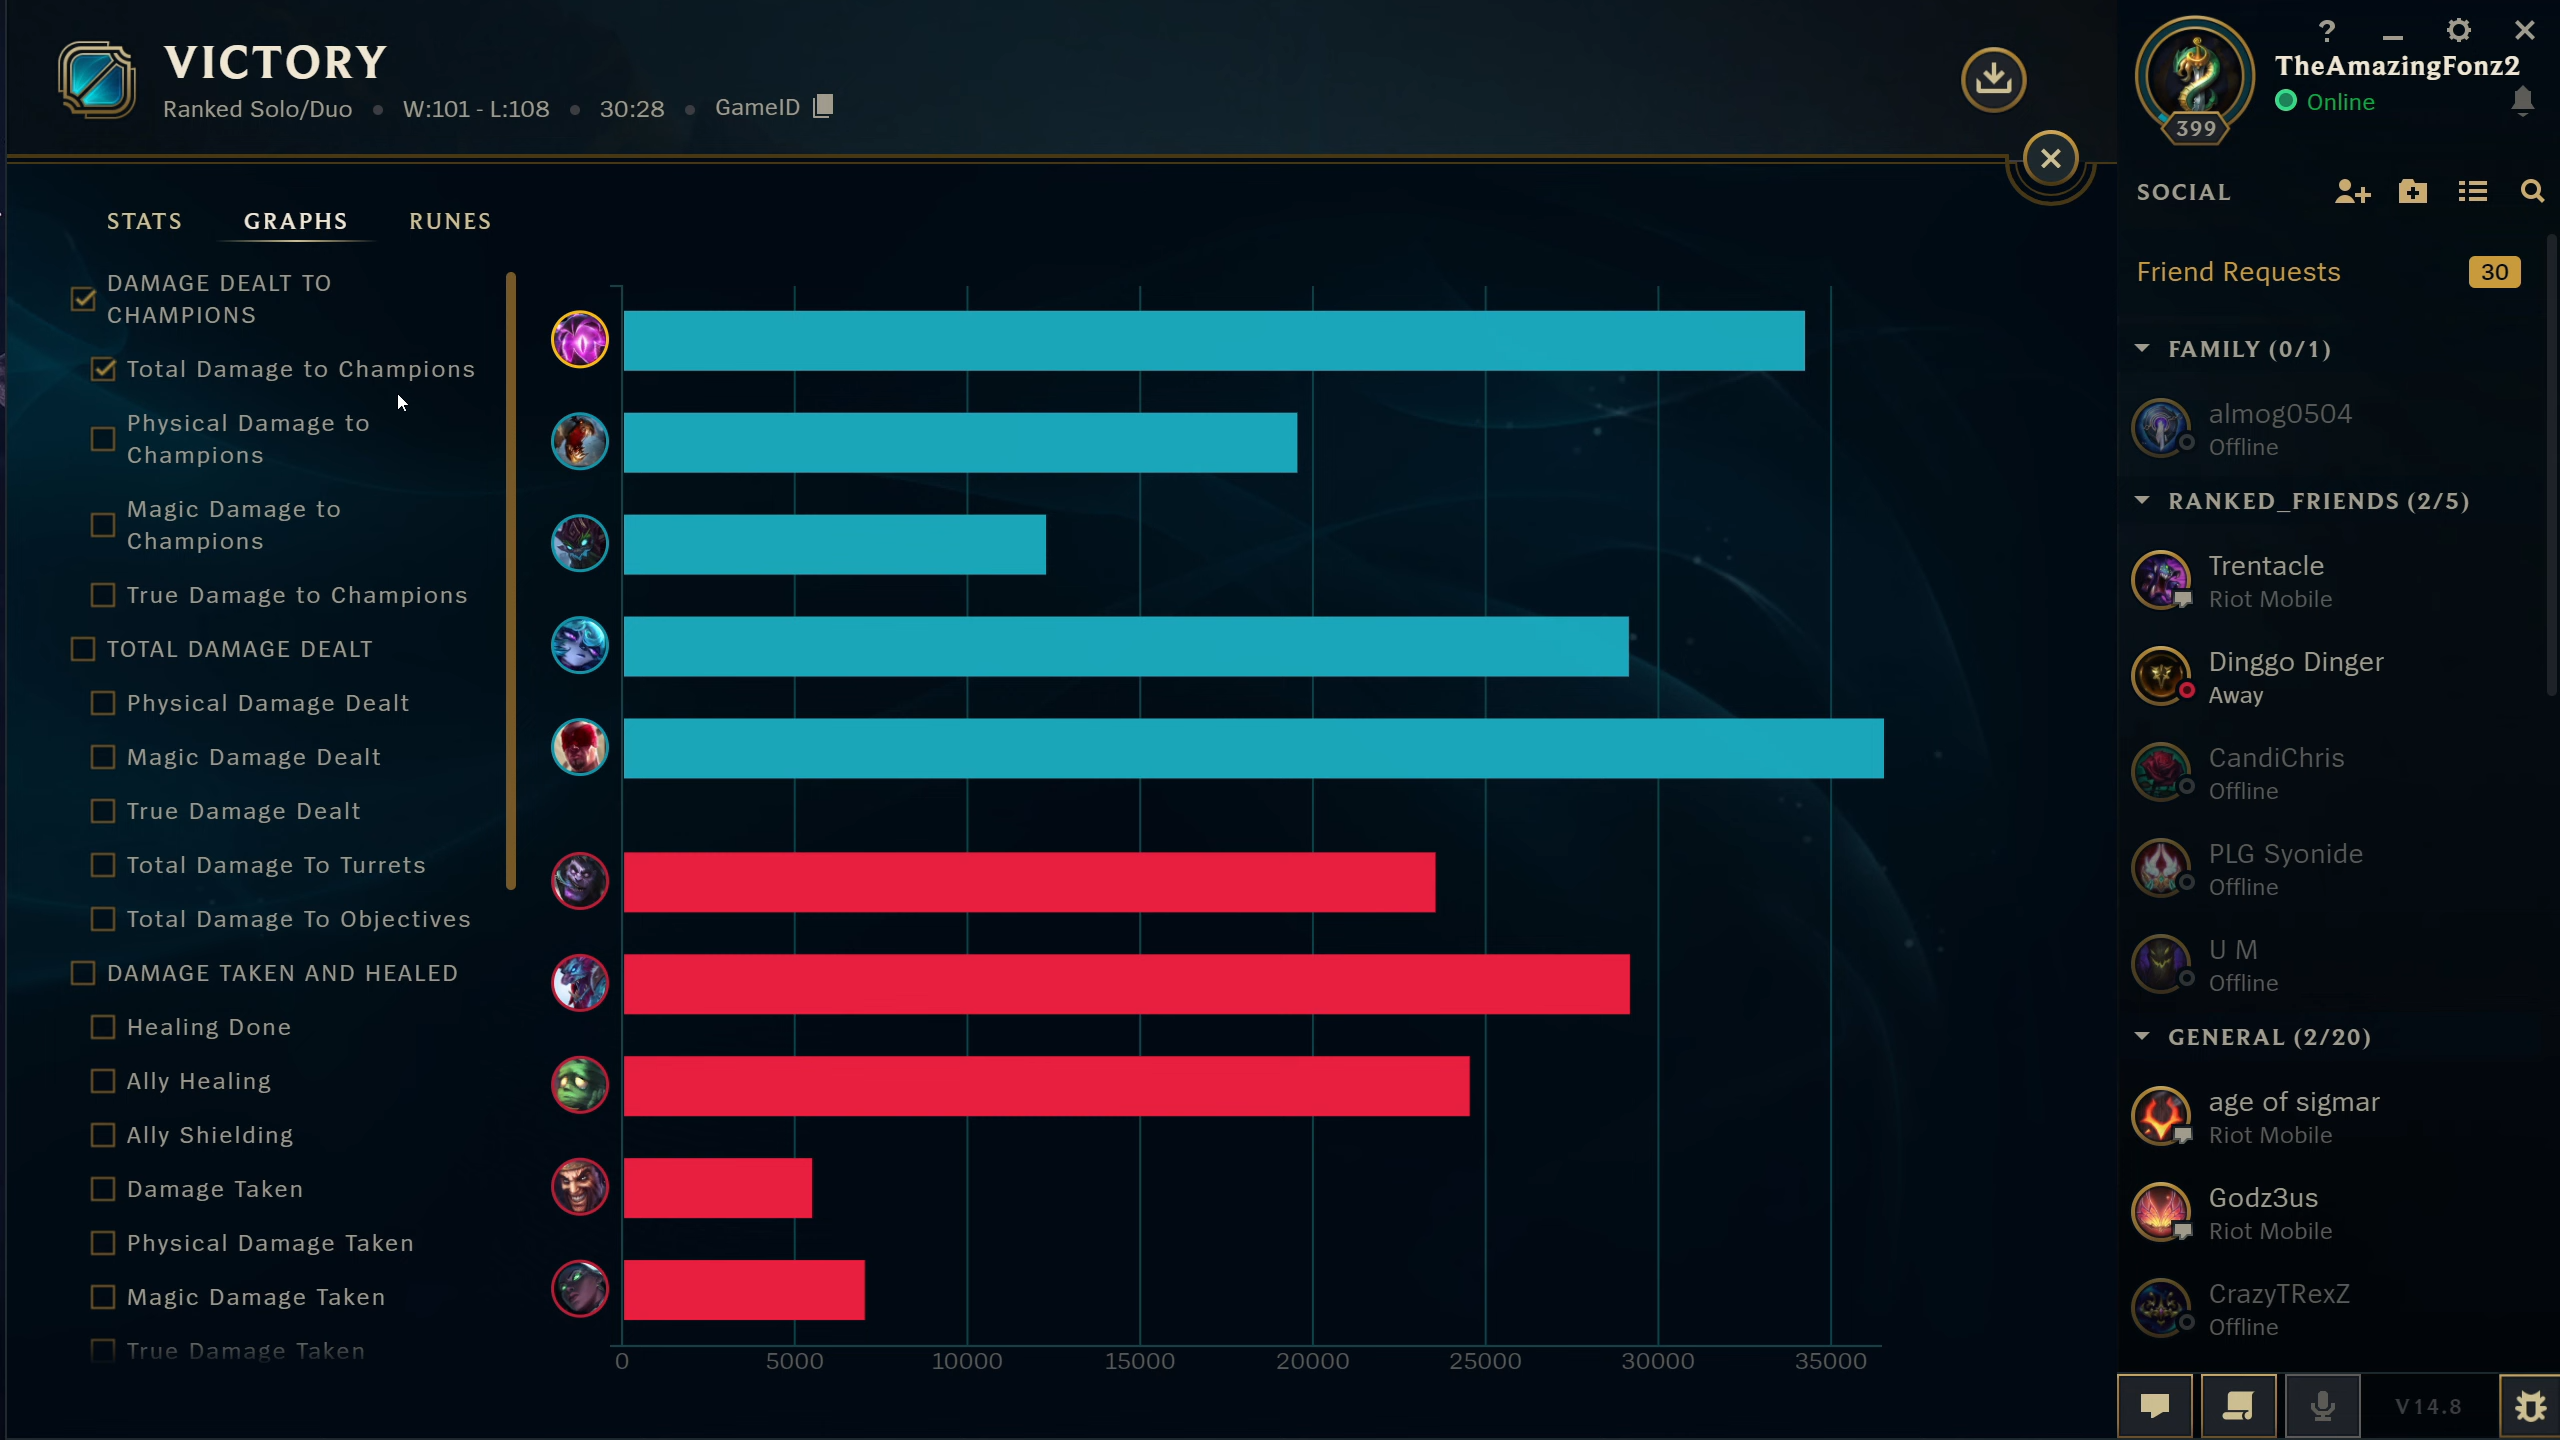 VICTORY
Ranked Solo/Duo • W:101 - L:108 • 30:28 • GameID
STATS GRAPHS RUNES
DAMAGE DEALT TO
CHAMPIONS
Total Damage to Champions
Physical Damage to
Champions
Magic Damage to
Champions
True Damage to Champions
TOTAL DAMAGE DEALT
Physical Damage Dealt
Magic Damage Dealt
True Damage Dealt
Total Damage To Turrets
Total Damage To Objectives
DAMAGE TAKEN AND HEALED
Healing Done
Ally Healing
Ally Shielding
Damage Taken
Physical Damage Taken
Magic Damage Taken
True Damage Taken
0 5000 10000 15000 20000 25000 30000 35000
?
TheAmazingFonz2
Online
399
SOCIAL
Friend Requests 30
FAMILY (0/1)
almog0504
Offline
RANKED_FRIENDS (2/5)
Trentacle
Riot Mobile
Dinggo Dinger
Away
CandiChris
Offline
PLG Syonide
Offline
U M
Offline
GENERAL (2/20)
age of sigmar
Riot Mobile
Godz3us
Riot Mobile
CrazyTRexZ
Offline
V14.8